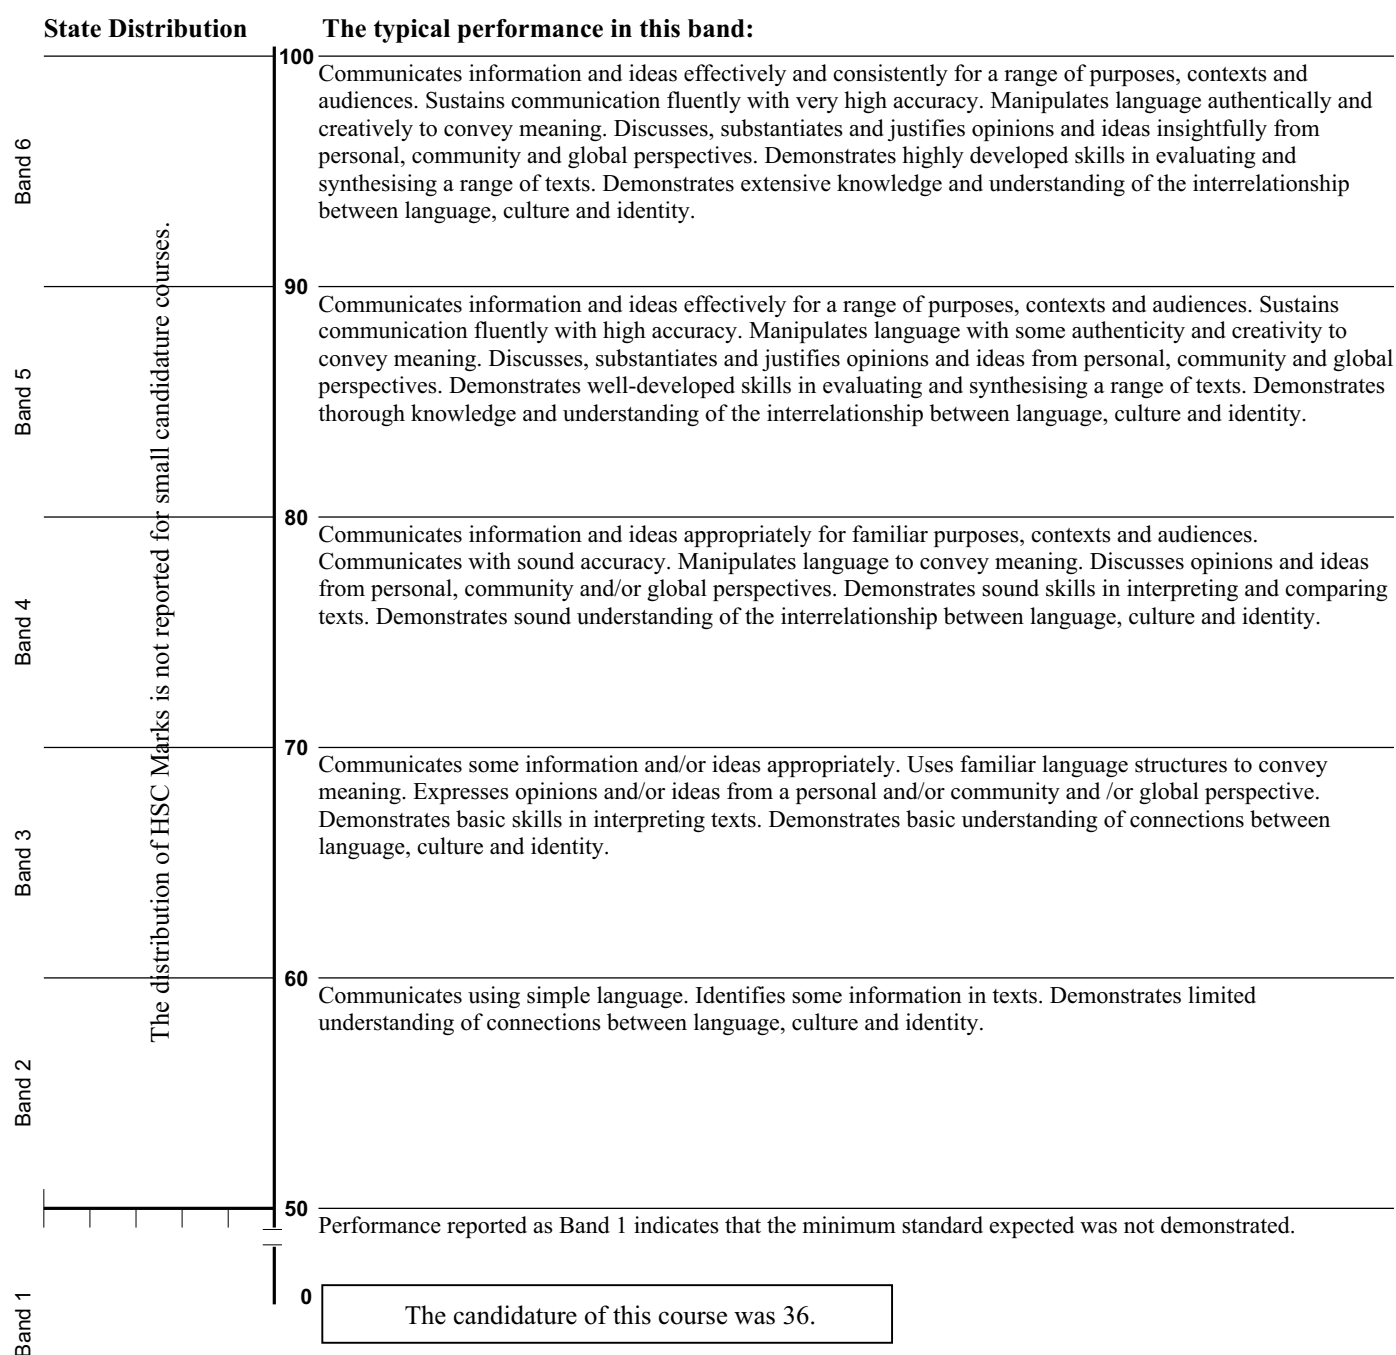 State Distribution
The typical performance in this band:
100
Communicates information and ideas effectively and consistently for a range of purposes, contexts and
audiences. Sustains communication fluently with very high accuracy. Manipulates language authentically and
creatively to convey meaning. Discusses, substantiates and justifies opinions and ideas insightfully from
personal, community and global perspectives. Demonstrates highly developed skills in evaluating and
synthesising a range of texts. Demonstrates extensive knowledge and understanding of the interrelationship
between language, culture and identity.
Band 6
The distribution of HSC Marks is not reported for small candidature courses.
90
Communicates information and ideas effectively for a range of purposes, contexts and audiences. Sustains
communication fluently with high accuracy. Manipulates language with some authenticity and creativity to
convey meaning. Discusses, substantiates and justifies opinions and ideas from personal, community and global
perspectives. Demonstrates well-developed skills in evaluating and synthesising a range of texts. Demonstrates
thorough knowledge and understanding of the interrelationship between language, culture and identity.
Band 5
80
Communicates information and ideas appropriately for familiar purposes, contexts and audiences.
Communicates with sound accuracy. Manipulates language to convey meaning. Discusses opinions and ideas
from personal, community and/or global perspectives. Demonstrates sound skills in interpreting and comparing
texts. Demonstrates sound understanding of the interrelationship between language, culture and identity.
Band 4
70
Communicates some information and/or ideas appropriately. Uses familiar language structures to convey
meaning. Expresses opinions and/or ideas from a personal and/or community and /or global perspective.
Demonstrates basic skills in interpreting texts. Demonstrates basic understanding of connections between
language, culture and identity.
Band 3
60
Communicates using simple language. Identifies some information in texts. Demonstrates limited
understanding of connections between language, culture and identity.
Band 2
50
Performance reported as Band 1 indicates that the minimum standard expected was not demonstrated.
0
Band 1
The candidature of this course was 36.